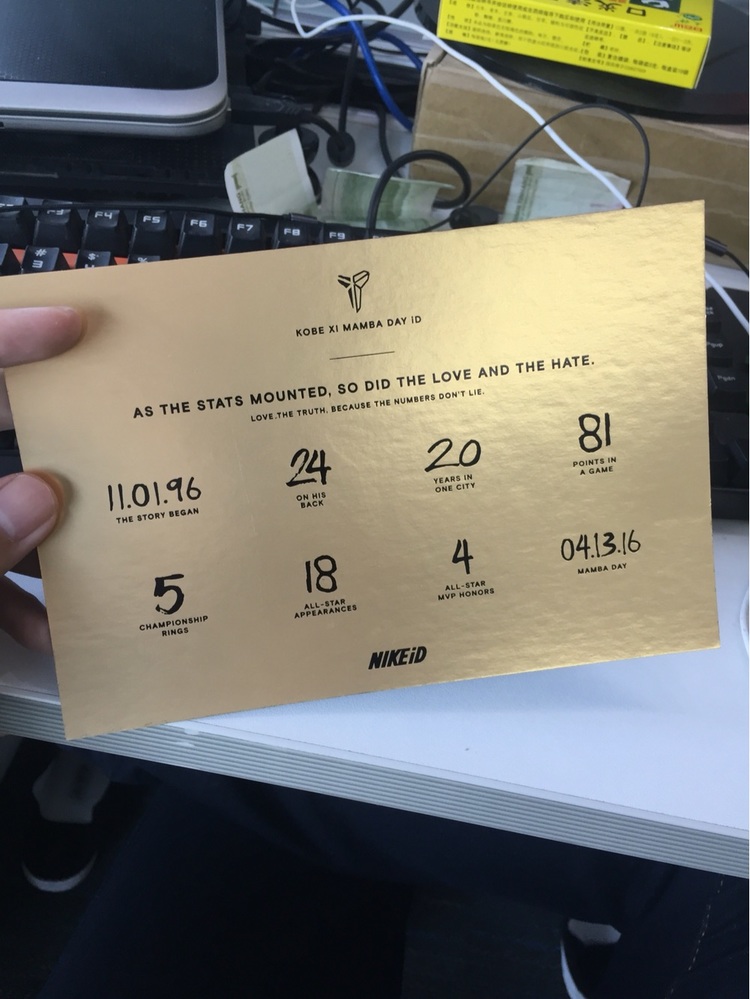 F4
F5
F6
F7
F8
F9
KOBE XI MAMBA DAY iD
AS THE STATS MOUNTED, SO DID THE LOVE AND THE HATE.
LOVE.THE TRUTH. BECAUSE THE NUMBERS DON'T LIE.
11.01.96
THE STORY BEGAN
24
ON HIS
BACK
20
YEARS IN
ONE CITY
81
POINTS IN
A GAME
5
CHAMPIONSHIP
RINGS
18
ALL-STAR
APPEARANCES
4
ALL-STAR
MVP HONORS
04.13.16
MAMBA DAY
NIKEiD